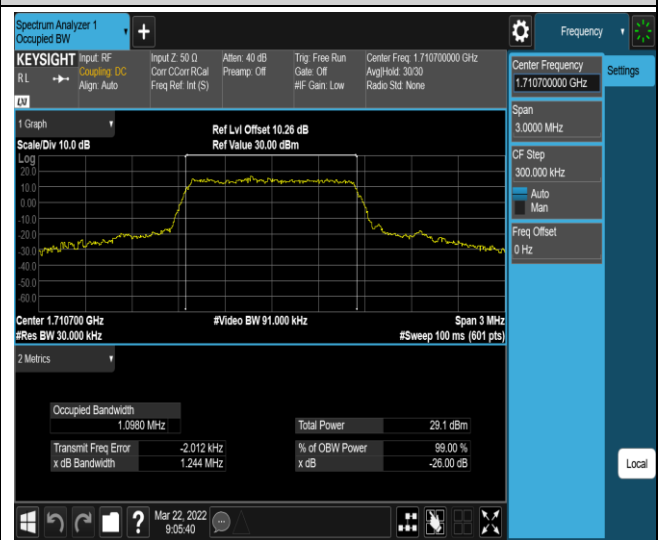 Spectrum Analyzer 1
Occupied BW
+
Frequency
KEYSIGHT
RL
LXI
Input: RF
Coupling: DC
Align: Auto
Input Z: 50 Ω
Corr CCorr RCal
Freq Ref: Int (S)
Atten: 40 dB
Preamp: Off
Trig: Free Run
Gate: Off
#IF Gain: Low
Center Freq: 1.710700000 GHz
Avg|Hold: 30/30
Radio Std: None
Center Frequency
1.710700000 GHz
Settings
Span
3.0000 MHz
CF Step
300.000 kHz
Auto
Man
Freq Offset
0 Hz
1 Graph
Scale/Div 10.0 dB
Ref Lvl Offset 10.26 dB
Ref Value 30.00 dBm
Log
20.0
10.0
0.00
-10.0
-20.0
-30.0
-40.0
-50.0
-60.0
Center 1.710700 GHz
#Video BW 91.000 kHz
Span 3 MHz
#Res BW 30.000 kHz
#Sweep 100 ms (601 pts)
2 Metrics
Occupied Bandwidth
1.0980 MHz
Total Power 29.1 dBm
Transmit Freq Error -2.012 kHz
% of OBW Power 99.00 %
x dB Bandwidth 1.244 MHz
x dB -26.00 dB
Local
?
Mar 22, 2022
9:05:40